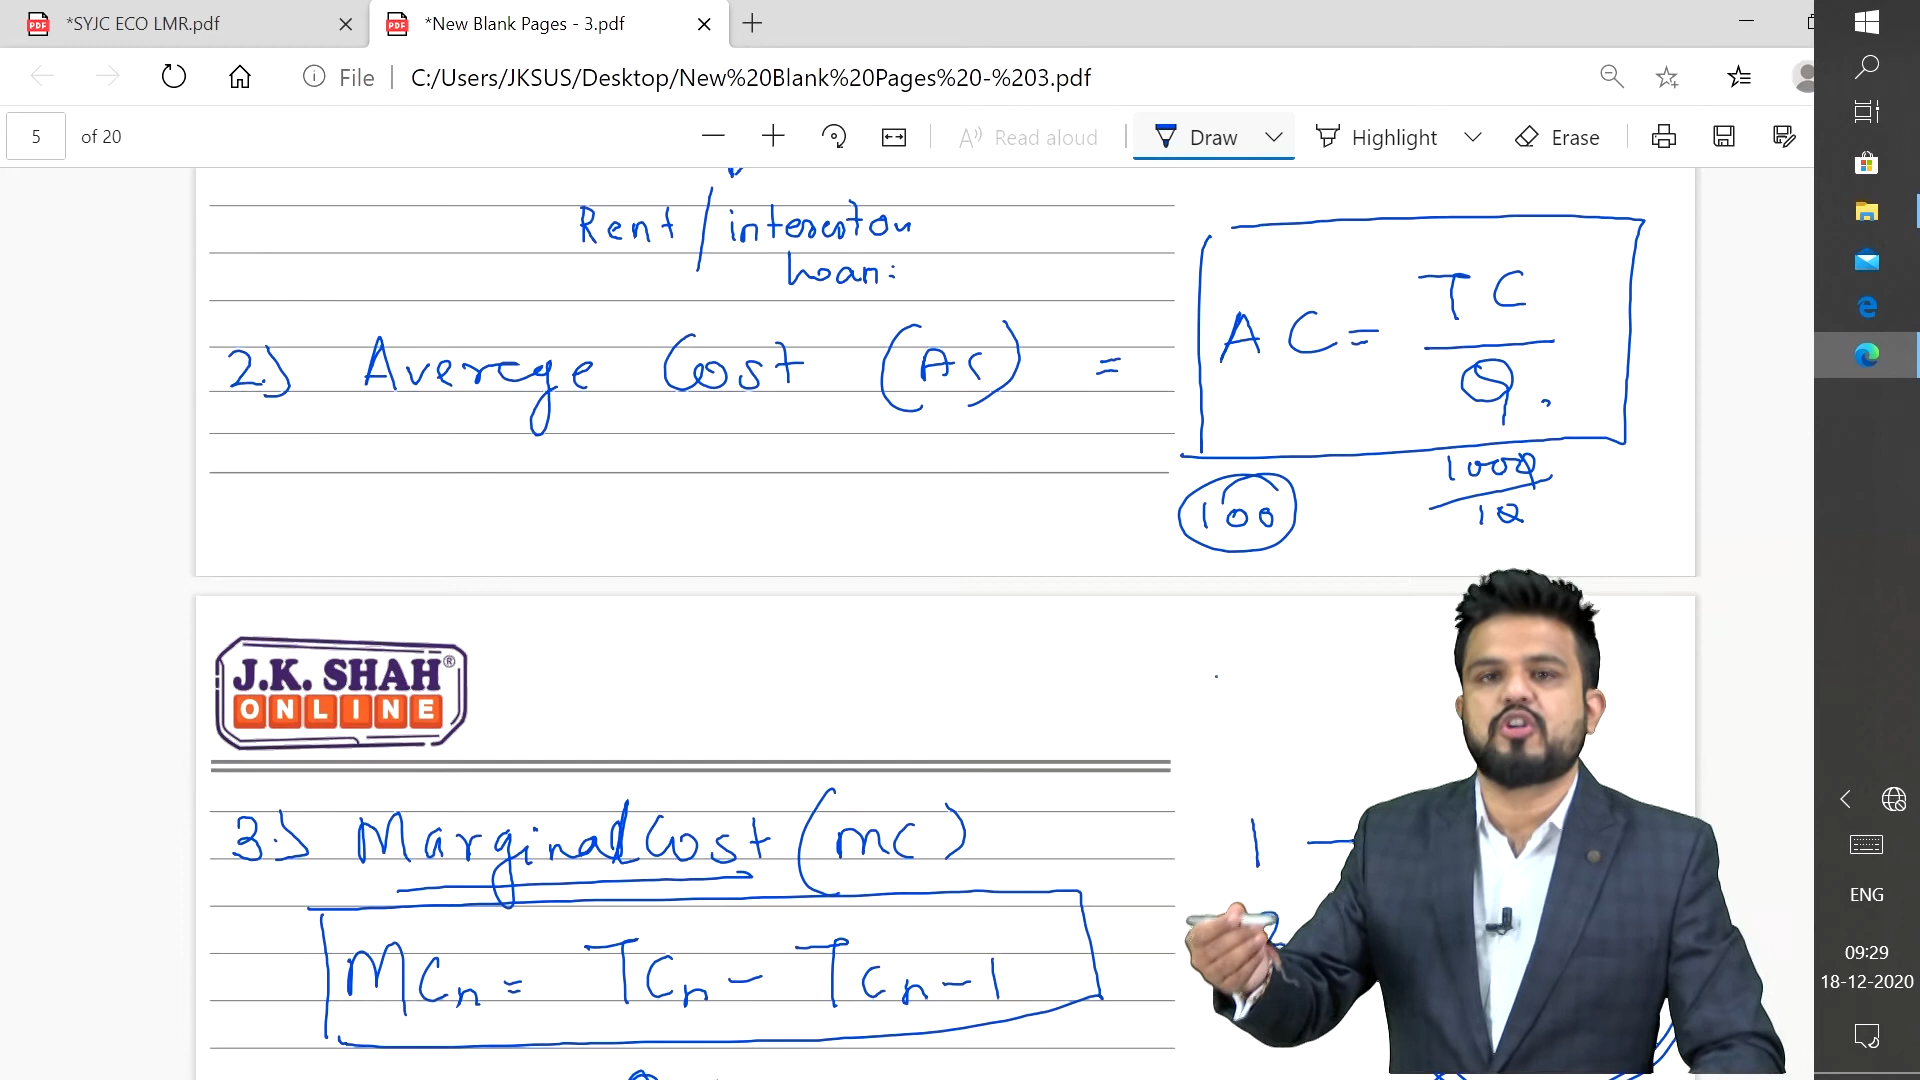 *SYJC ECO LMR.pdf
*New Blank Pages - 3.pdf
File
C:/Users/JKSUS/Desktop/New%20Blank%20Pages%20-%203.pdf
5 of 20
Read aloud
Draw
Highlight
Erase
Rent / interest on
loan:
2.) Average Cost (AC) =
AC = TC
Q.
1000
10
100
J.K. SHAH®
ONLINE
3.) Marginal Cost (MC)
MCn = TCn - TCn-1
1 -
2
ENG
09:29
18-12-2020